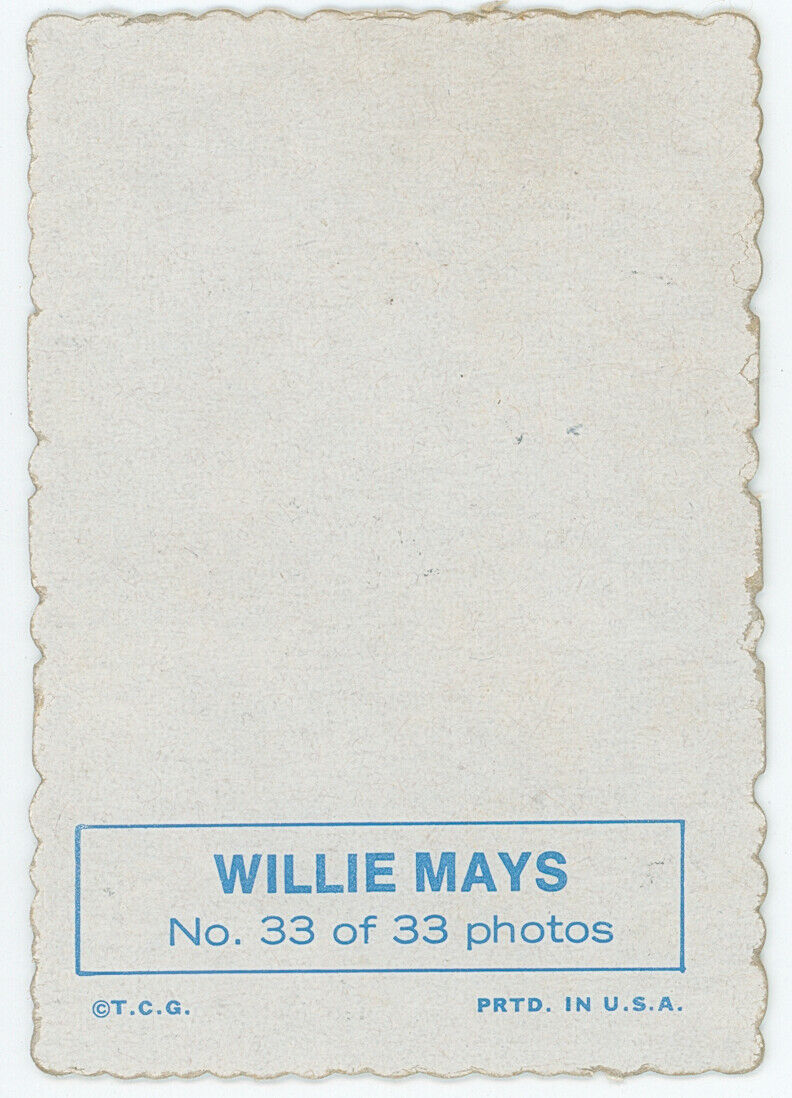 WILLIE MAYS
No. 33 of 33 photos
©T.C.G. PRTD. IN U.S.A.